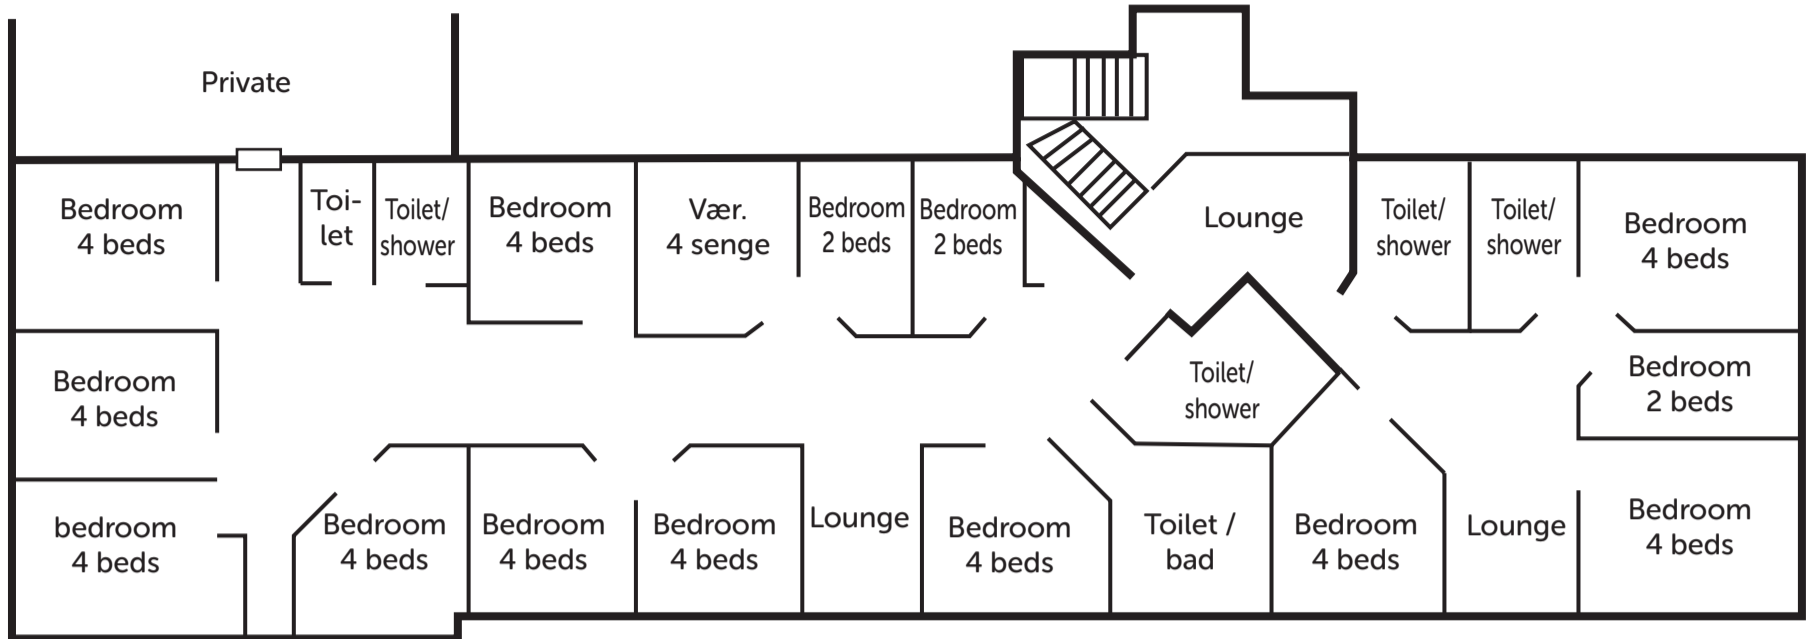 Private
Bedroom
4 beds
Toi-
let
Toilet/
shower
Bedroom
4 beds
Vær.
4 senge
Bedroom
2 beds
Bedroom
2 beds
Lounge
Toilet/
shower
Toilet/
shower
Bedroom
4 beds
Bedroom
4 beds
Toilet/
shower
Bedroom
2 beds
bedroom
4 beds
Bedroom
4 beds
Bedroom
4 beds
Bedroom
4 beds
Lounge
Bedroom
4 beds
Toilet /
bad
Bedroom
4 beds
Lounge
Bedroom
4 beds